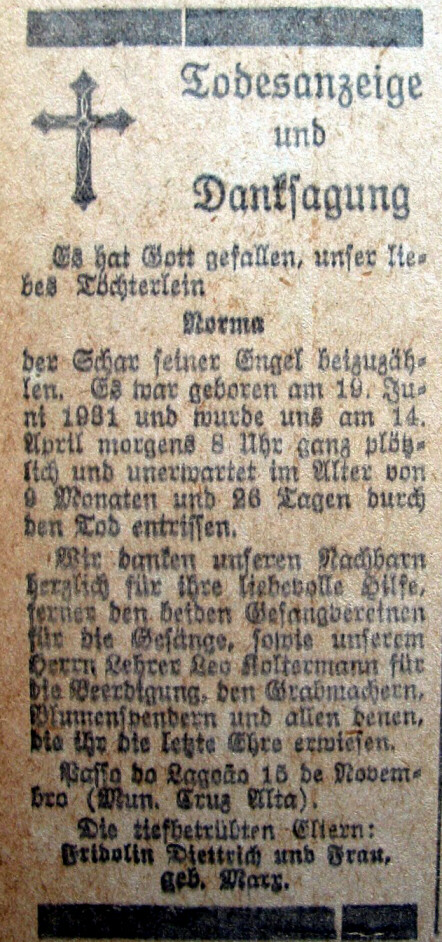 Todesanzeige
und
Danksagung
Es hat Gott gefallen, unser lie-
bes Töchterlein
Norma
der Schar seiner Engel beizuzäh-
len. Es war geboren am 19. Ju-
ni 1931 und wurde uns am 14.
April morgens 8 Uhr ganz plötz-
lich und unerwartet im Alter von
9 Monaten und 26 Tagen durch
den Tod entrissen.
Wir danken unseren Nachbarn
herzlich für ihre liebevolle Hilfe,
ferner den beiden Gesangvereinen
für die Gesänge, sowie unserem
Herrn Lehrer Leo Koltermann für
die Beerdigung, den Grabmachern,
Blumenspendern und allen denen,
die ihr die letzte Ehre erwiesen.
Passo do Lagoão 15 de Novem-
bro (Mun. Cruz Alta).
Die tiefbetrübten Eltern:
Fridolin Diettrich und Frau,
geb. Marx.